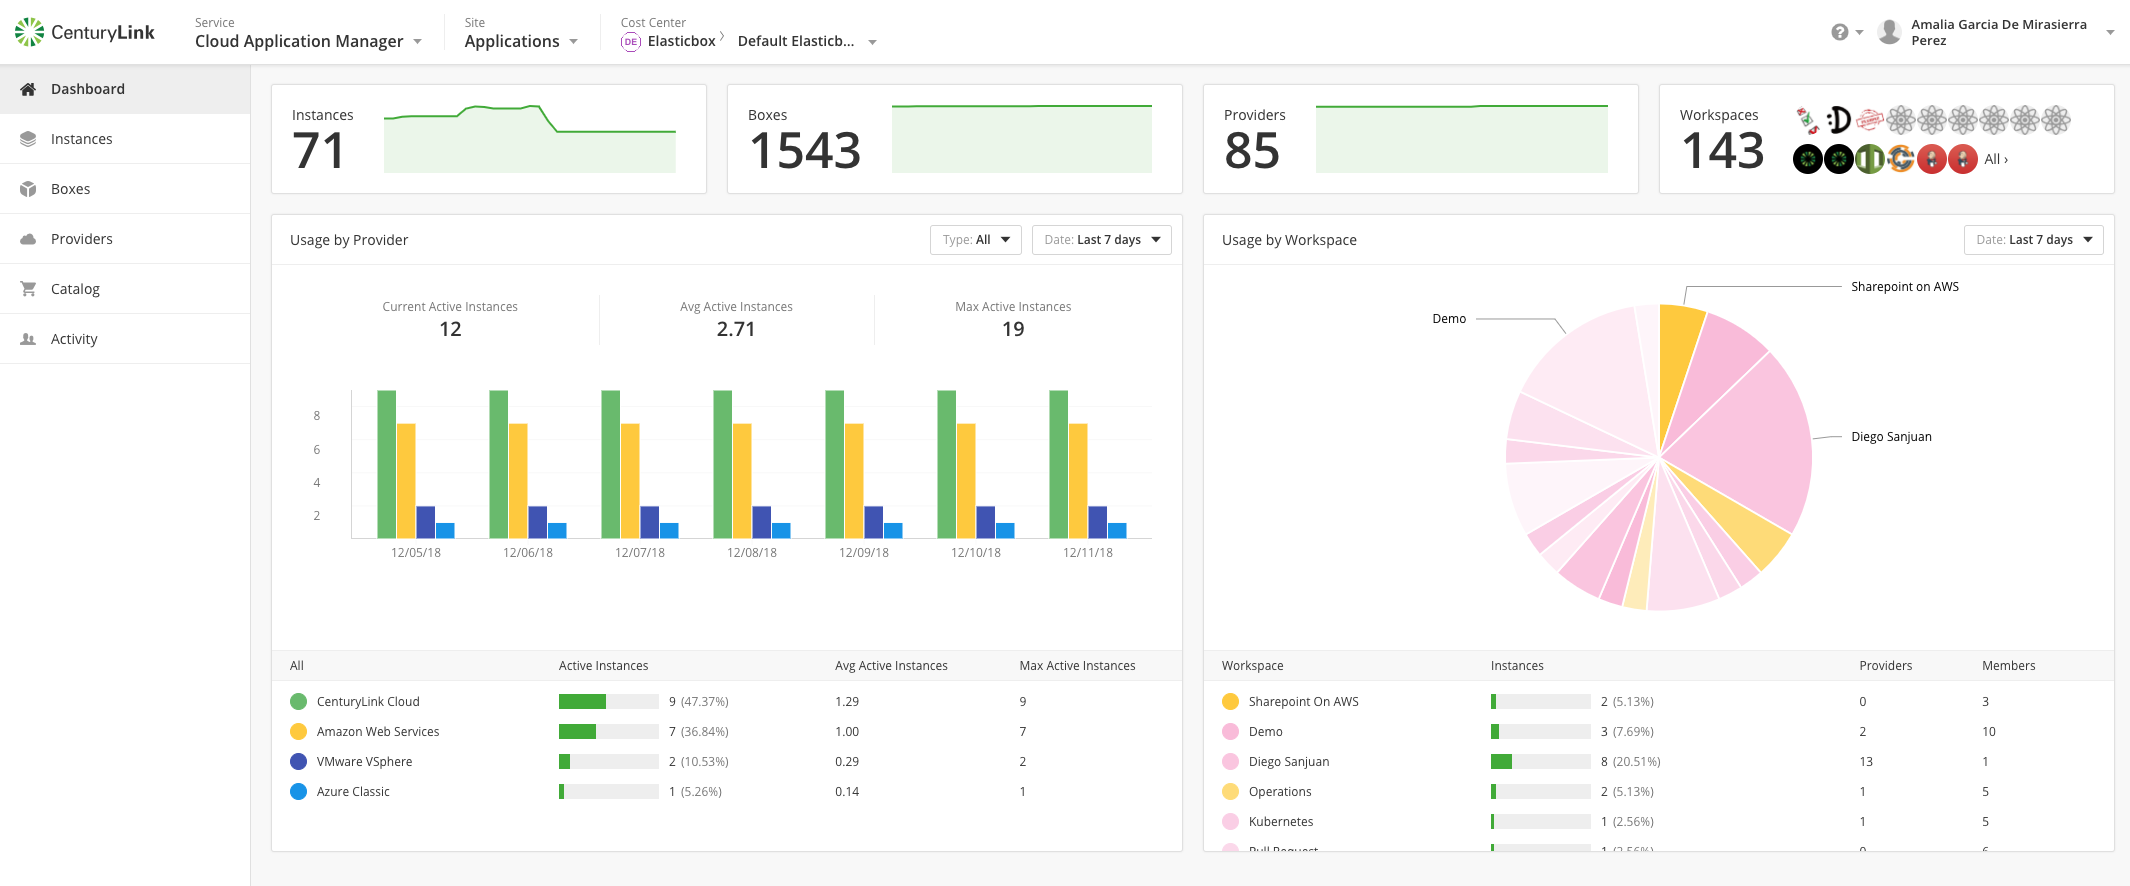 CenturyLink
Service
Cloud Application Manager
Site
Applications
Cost Center
DE Elasticbox › Default Elasticb...
?
Amalia Garcia De Mirasierra
Perez
Dashboard
Instances
Boxes
Providers
Catalog
Activity
Instances
71
Boxes
1543
Providers
85
Workspaces
143
:D
All ›
Usage by Provider
Type: All
Date: Last 7 days
Current Active Instances
12
Avg Active Instances
2.71
Max Active Instances
19
8
6
4
2
12/05/18 12/06/18 12/07/18 12/08/18 12/09/18 12/10/18 12/11/18
All Active Instances Avg Active Instances Max Active Instances
CenturyLink Cloud 9 (47.37%) 1.29 9
Amazon Web Services 7 (36.84%) 1.00 7
VMware VSphere 2 (10.53%) 0.29 2
Azure Classic 1 (5.26%) 0.14 1
Usage by Workspace
Date: Last 7 days
Sharepoint on AWS
Demo
Diego Sanjuan
Workspace Instances Providers Members
Sharepoint On AWS 2 (5.13%) 0 3
Demo 3 (7.69%) 2 10
Diego Sanjuan 8 (20.51%) 13 1
Operations 2 (5.13%) 1 5
Kubernetes 1 (2.56%) 1 5
Pull Request 1 (2.56%) 0 6